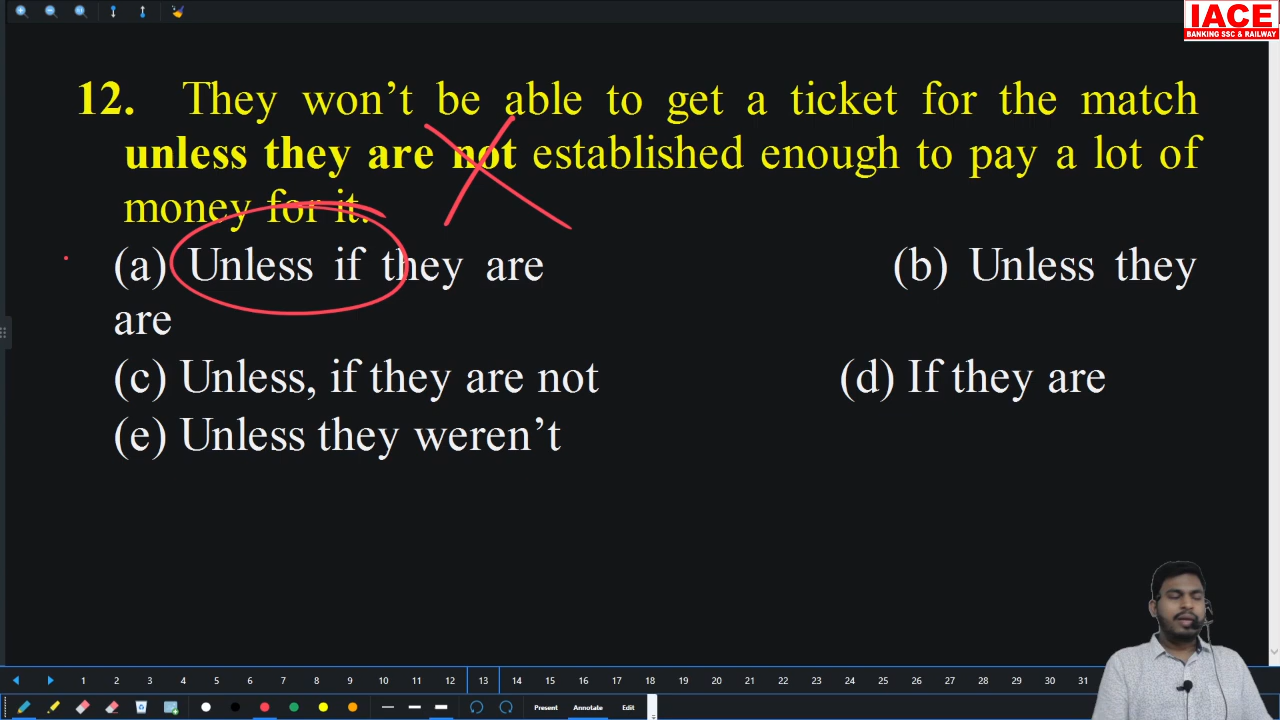 IACE
BANKING SSC & RAILWAY
12. They won't be able to get a ticket for the match
unless they are not established enough to pay a lot of
money for it.
(a) Unless if they are (b) Unless they
are
(c) Unless, if they are not (d) If they are
(e) Unless they weren't
1 2 3 4 5 6 7 8 9 10 11 12 13 14 15 16 17 18 19 20 21 22 23 24 25 26 27 28 29 30 31
Present Annotate Edit